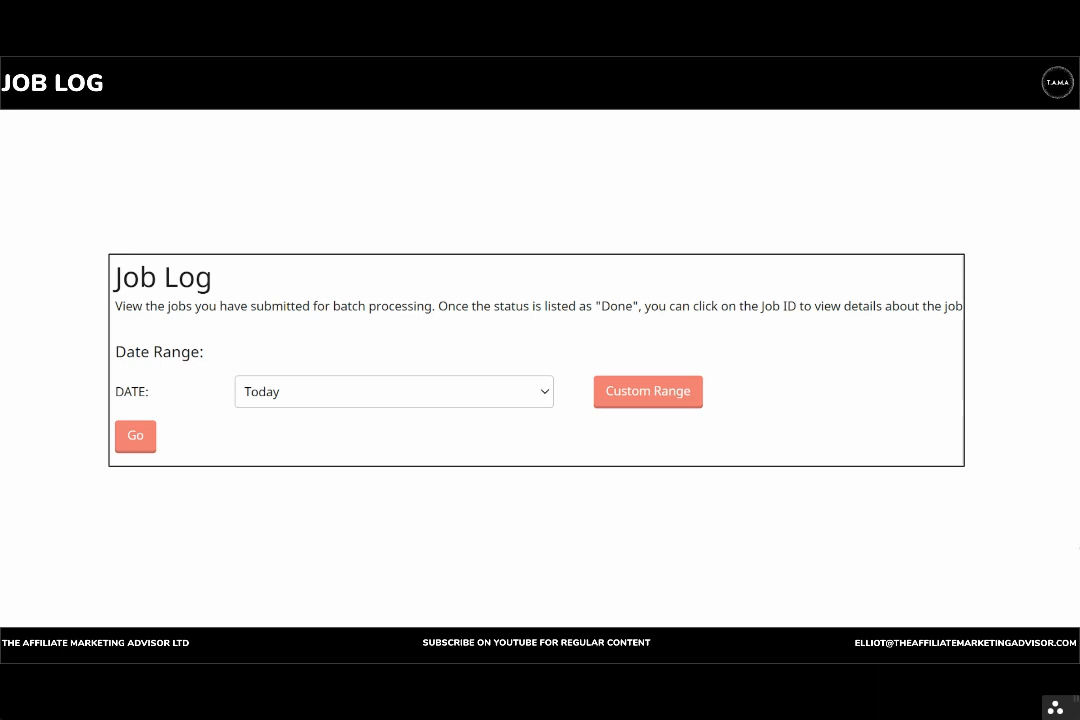 JOB LOG
T.A.M.A
Job Log
View the jobs you have submitted for batch processing. Once the status is listed as "Done", you can click on the Job ID to view details about the job
Date Range:
DATE:
Today
Custom Range
Go
THE AFFILIATE MARKETING ADVISOR LTD
SUBSCRIBE ON YOUTUBE FOR REGULAR CONTENT
ELLIOT@THEAFFILIATEMARKETINGADVISOR.COM